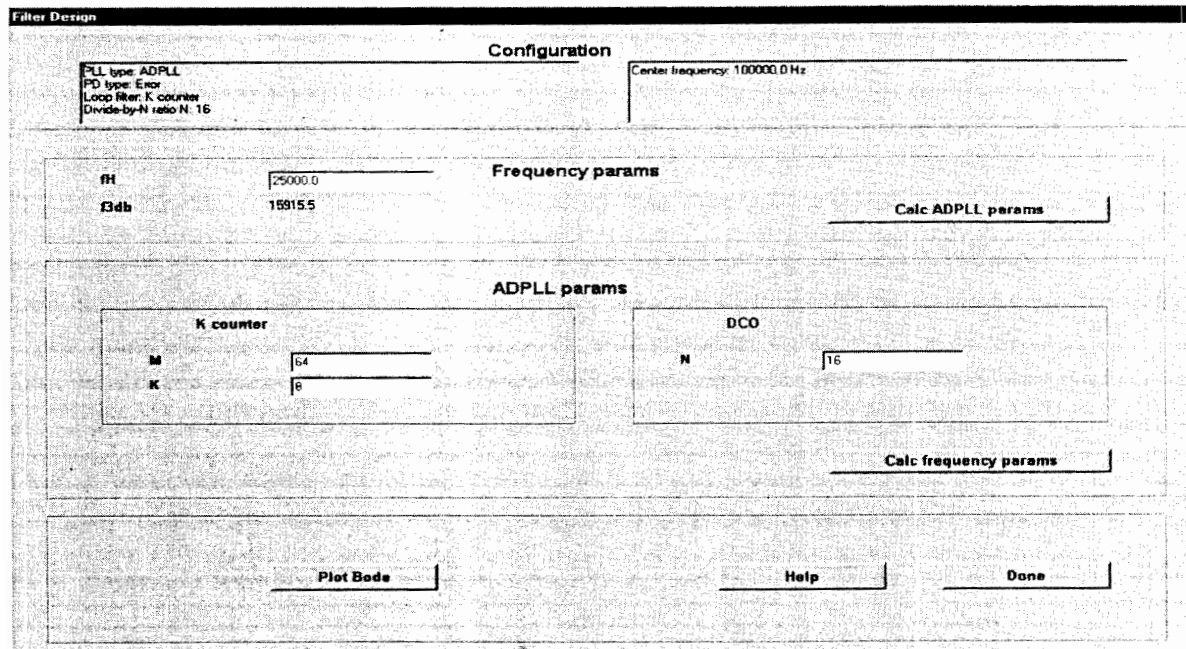 Filter Design
Configuration
PLL type: ADPLL
PD type: Error
Loop filter: K counter
Divide-by-N ratio N: 16
Center frequency: 100000.0 Hz
Frequency params
fH 25000.0
f3db 15915.5
Calc ADPLL params
ADPLL params
K counter
M 64
K 8
DCO
N 16
Calc frequency params
Plot Bode
Help
Done